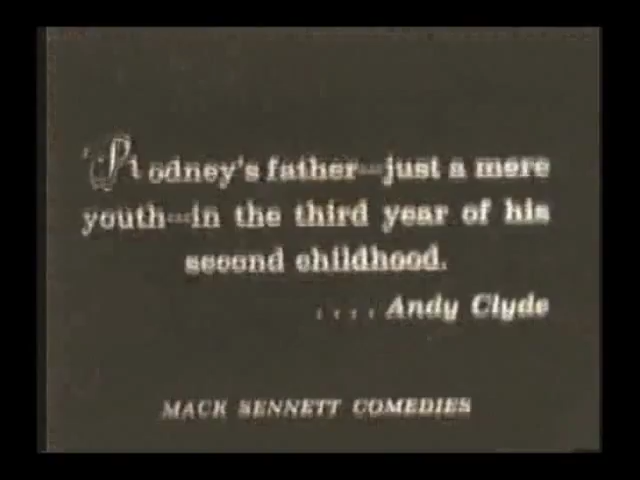 Rodney's father—just a mere
youth—in the third year of his
second childhood.
.... Andy Clyde
MACK SENNETT COMEDIES